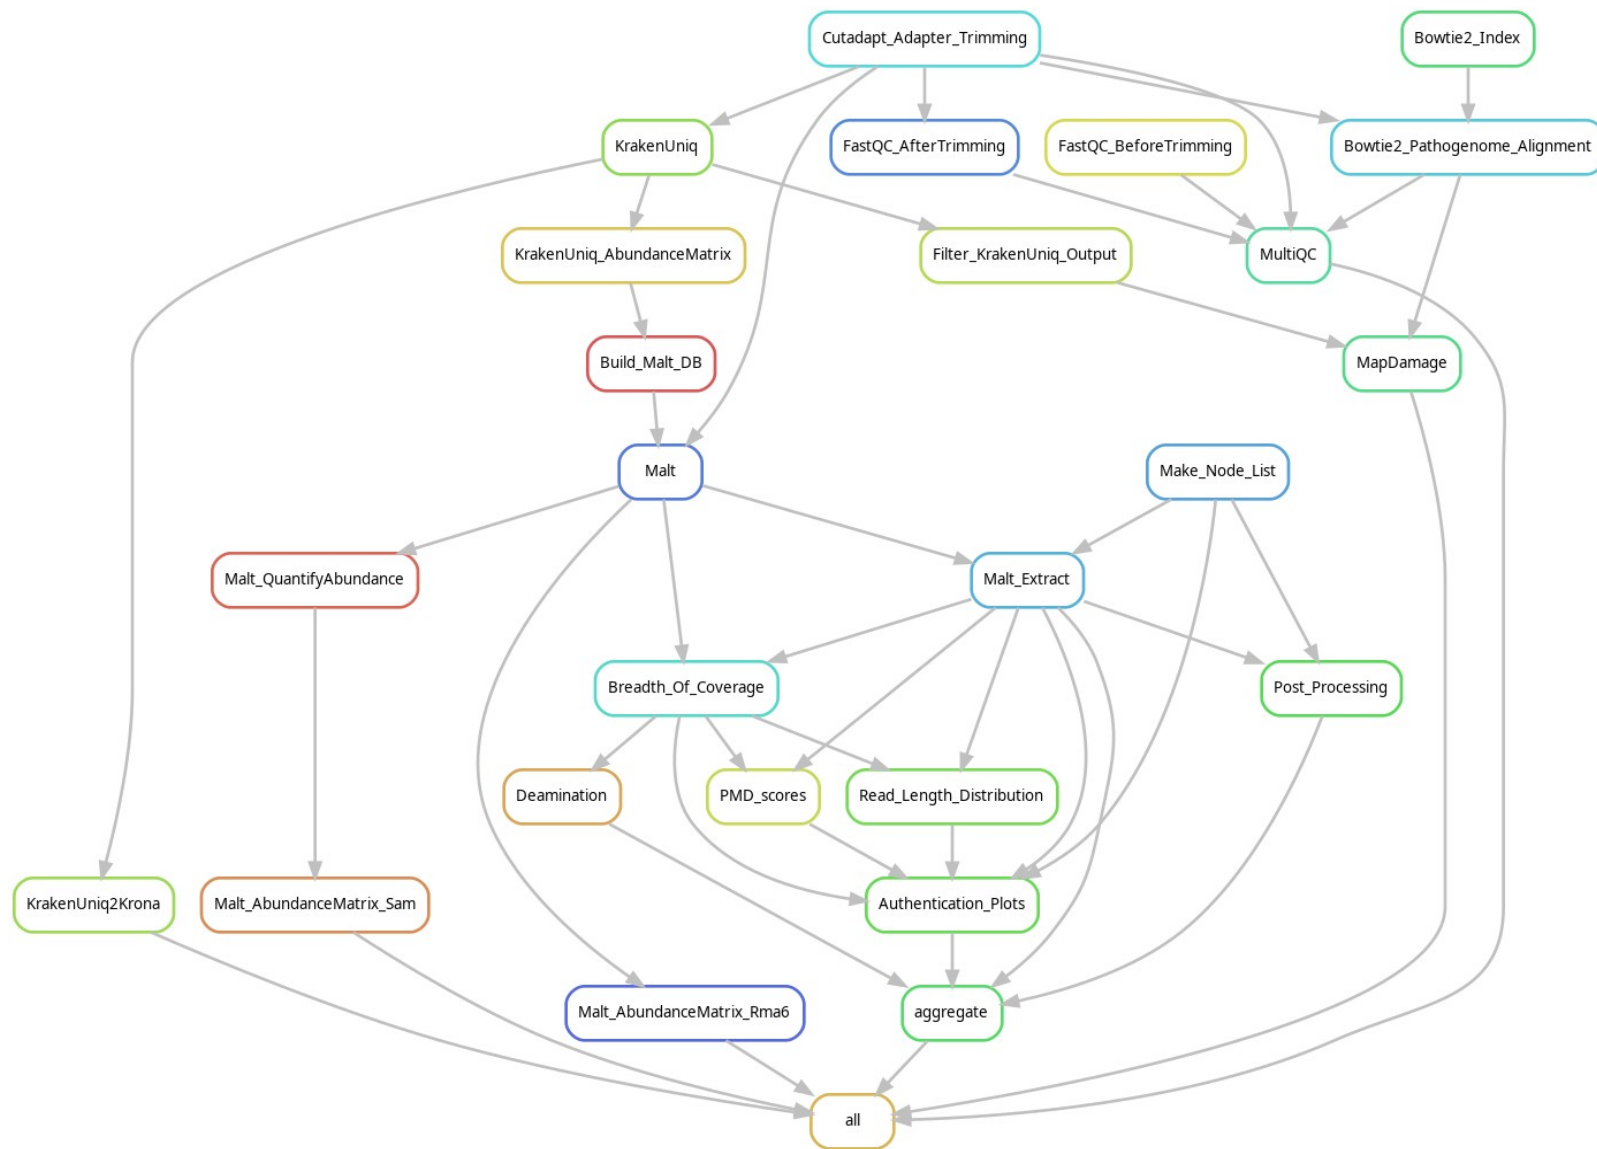 Cutadapt_Adapter_Trimming
Bowtie2_Index
KrakenUniq
FastQC_AfterTrimming
FastQC_BeforeTrimming
Bowtie2_Pathogenome_Alignment
KrakenUniq_AbundanceMatrix
Filter_KrakenUniq_Output
MultiQC
Build_Malt_DB
MapDamage
Malt
Make_Node_List
Malt_QuantifyAbundance
Malt_Extract
Breadth_Of_Coverage
Post_Processing
Deamination
PMD_scores
Read_Length_Distribution
KrakenUniq2Krona
Malt_AbundanceMatrix_Sam
Authentication_Plots
Malt_AbundanceMatrix_Rma6
aggregate
all